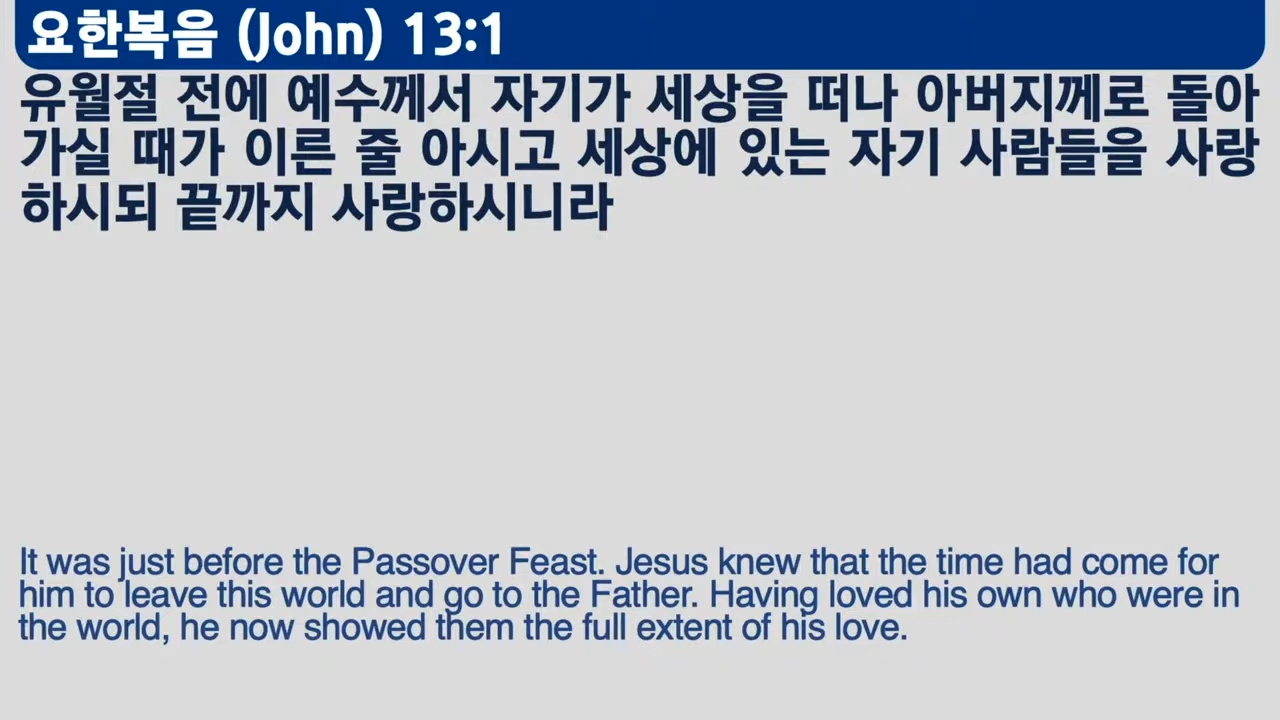 요한복음 (John) 13:1
유월절 전에 예수께서 자기가 세상을 떠나 아버지께로 돌아
가실 때가 이른 줄 아시고 세상에 있는 자기 사람들을 사랑
하시되 끝까지 사랑하시니라
It was just before the Passover Feast. Jesus knew that the time had come for
him to leave this world and go to the Father. Having loved his own who were in
the world, he now showed them the full extent of his love.